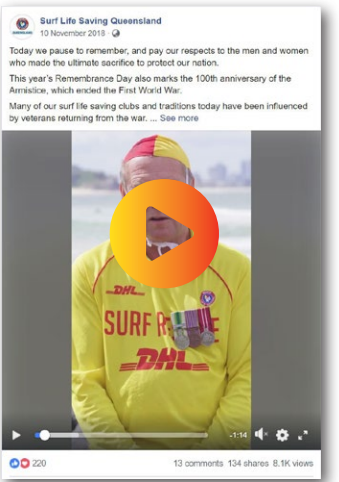 Surf Life Saving Queensland
10 November 2018 ·
Today we pause to remember, and pay our respects to the men and women
who made the ultimate sacrifice to protect our nation.
This year's Remembrance Day also marks the 100th anniversary of the
Armistice, which ended the First World War.
Many of our surf life saving clubs and traditions today have been influenced
by veterans returning from the war. ... See more
DHL
SURF R
DHL
-1:14
220
13 comments 134 shares 8.1K views